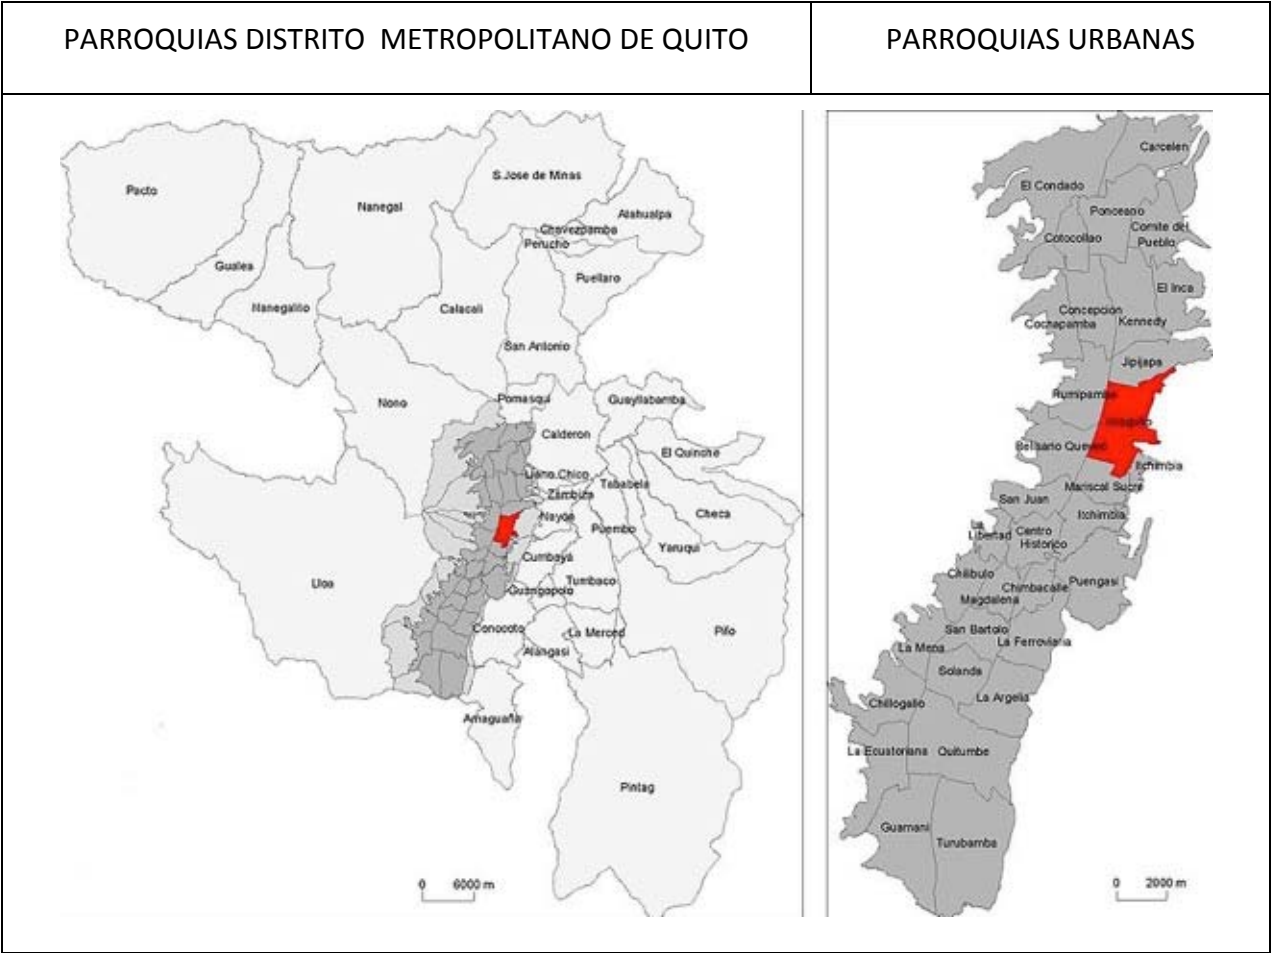 PARROQUIAS DISTRITO METROPOLITANO DE QUITO
PARROQUIAS URBANAS
Pacto
Nanegal
S.Jose de Minas
Atahualpa
Chavezpamba
Perucho
Gualea
Puellaro
Nanegalito
Calacali
San Antonio
Nono
Pomasqui
Guayllabamba
Calderon
El Quinche
Llano Chico
Tababela
Zambiza
Checa
Nayon
Puembo
Yaruqui
Cumbaya
Lloa
Tumbaco
Guangopolo
Conocoto
La Merced
Pifo
Alangasi
Amaguaña
Pintag
0 6000 m
Carcelen
El Condado
Ponceano
Comite del
Pueblo
Cotocollao
El Inca
Concepción
Cochapamba
Kennedy
Jipijapa
Rumipamba
Iñaquito
Belisario Quevedo
Itchimbia
Mariscal Sucre
San Juan
Itchimbia
La
Libertad
Centro
Historico
Chilibulo
Chimbacalle
Puengasi
Magdalena
San Bartolo
La Ferroviaria
La Mena
Solanda
La Argelia
Chillogallo
La Ecuatoriana
Quitumbe
Guamani
Turubamba
0 2000 m